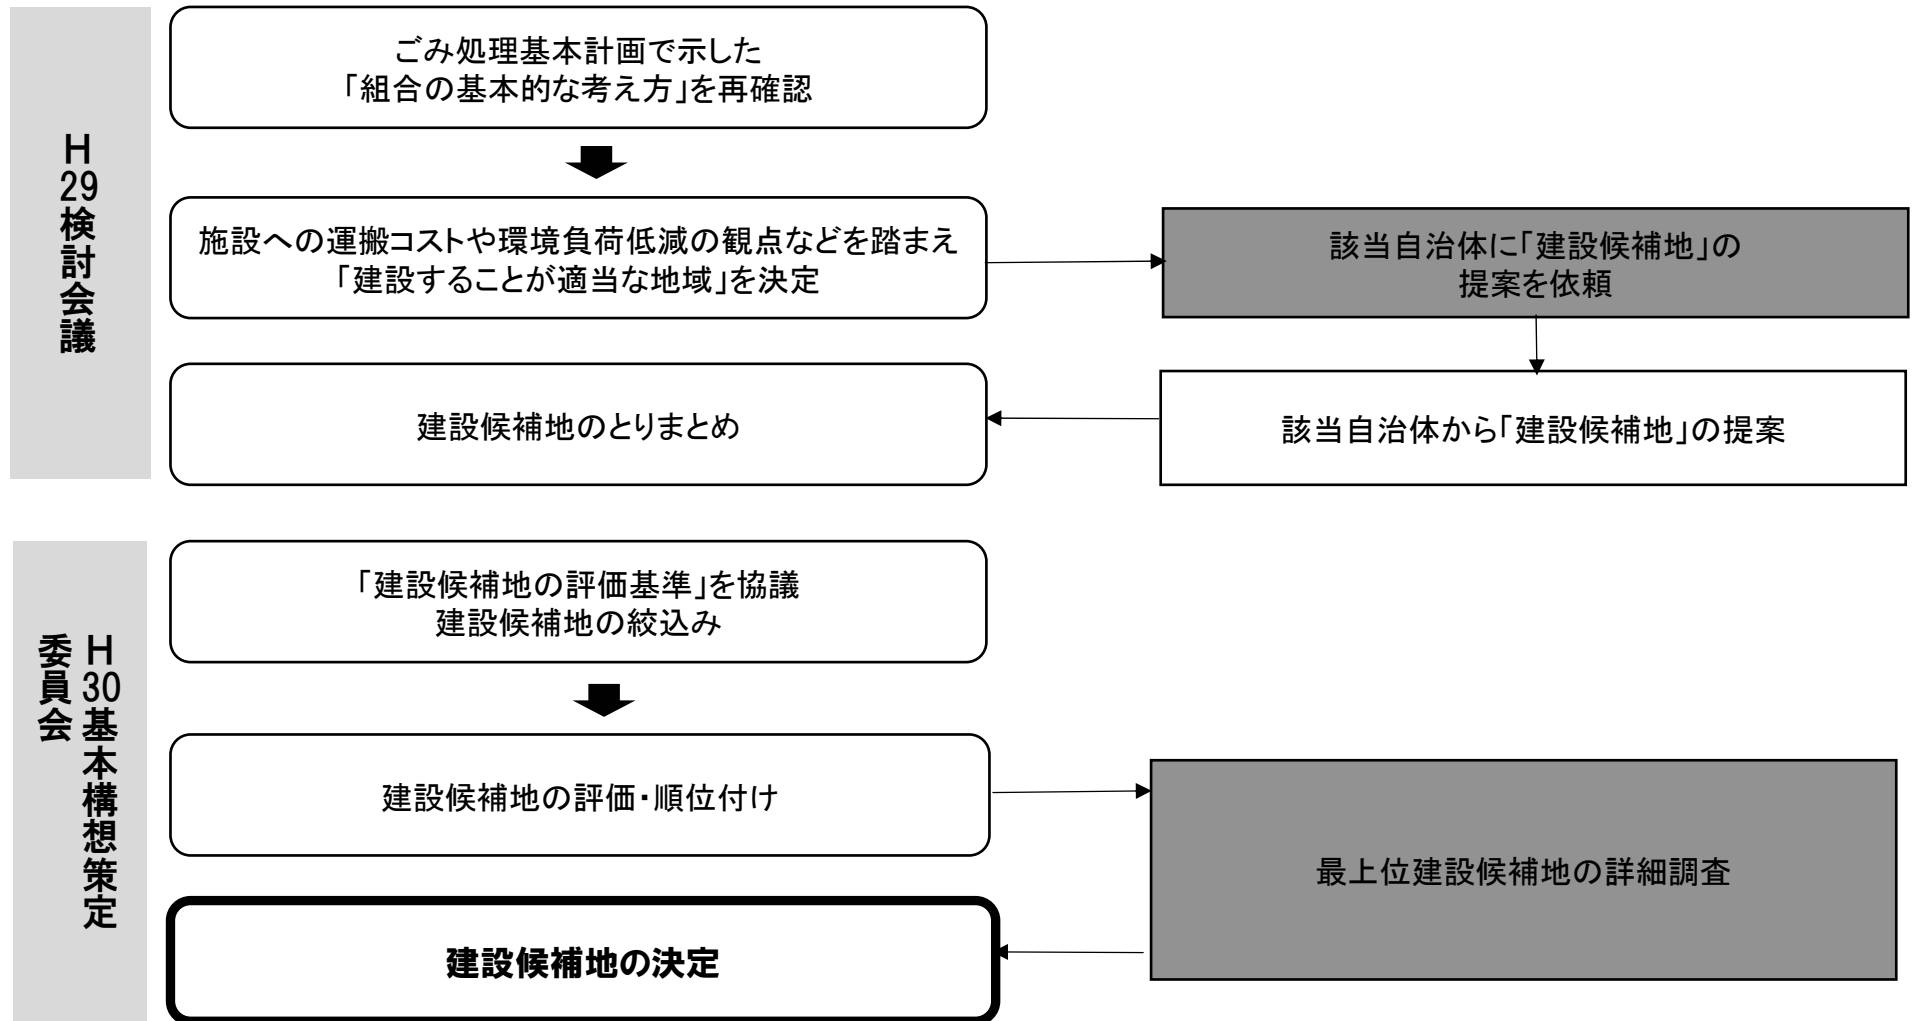 H29検討会議
ごみ処理基本計画で示した
「組合の基本的な考え方」を再確認
施設への運搬コストや環境負荷低減の観点などを踏まえ
「建設することが適当な地域」を決定
該当自治体に「建設候補地」の
提案を依頼
該当自治体から「建設候補地」の提案
建設候補地のとりまとめ
H30基本構想策定
委員会
「建設候補地の評価基準」を協議
建設候補地の絞込み
建設候補地の評価・順位付け
最上位建設候補地の詳細調査
建設候補地の決定